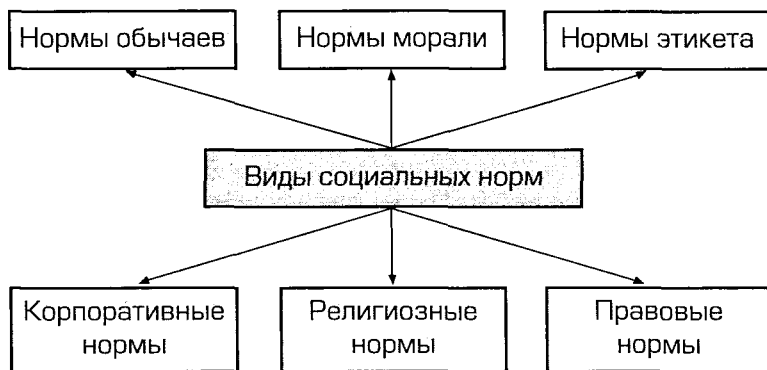 Нормы обычаев
Нормы морали
Нормы этикета
Виды социальных норм
Корпоративные
нормы
Религиозные
нормы
Правовые
нормы